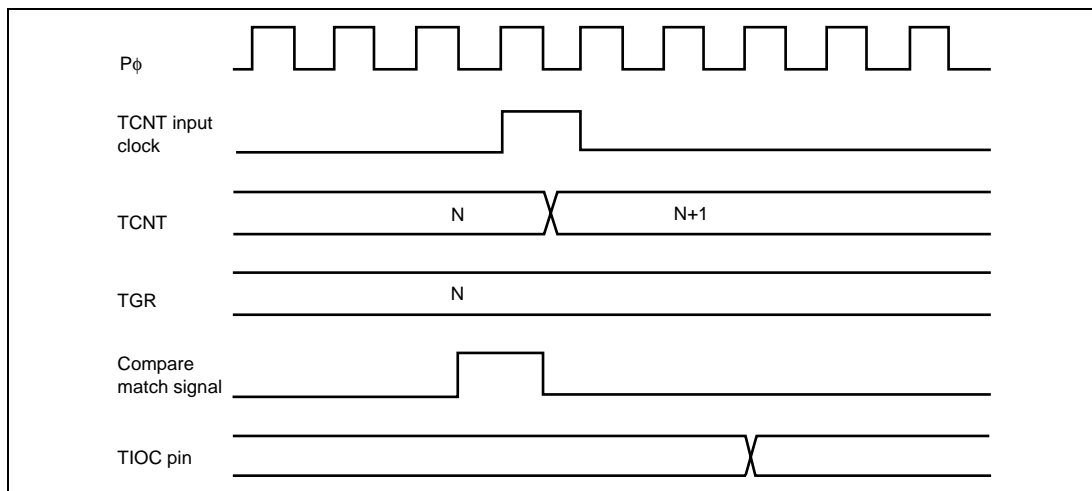 Pϕ
TCNT input
clock
TCNT
N
N+1
TGR
N
Compare
match signal
TIOC pin